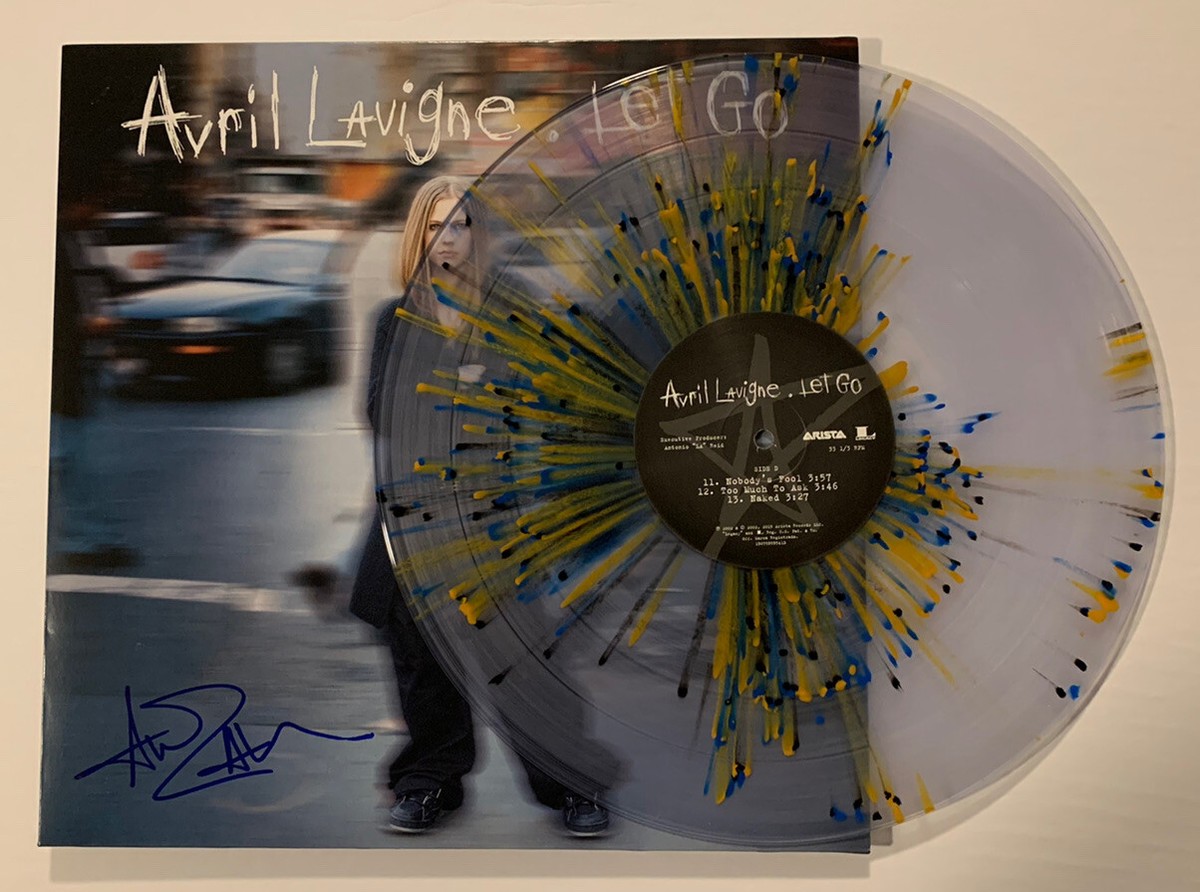 Avril Lavigne . Let Go
Avril Lavigne . Let Go
Executive Producer:
Antonio "LA" Reid
ARISTA
33 1/3 RPM
SIDE D
11. Nobody's Fool 3:57
12. Too Much To Ask 3:46
13. Naked 3:27